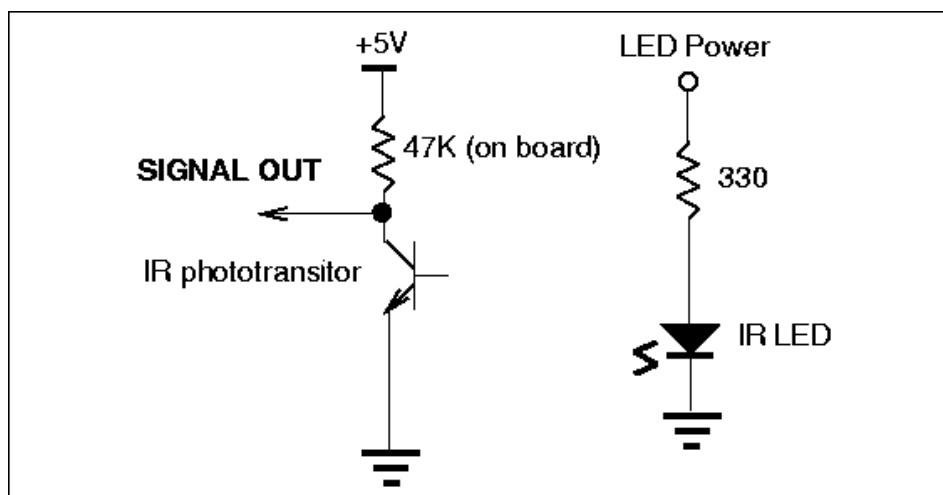 +5V
47K (on board)
SIGNAL OUT
IR phototransitor
LED Power
330
IR LED